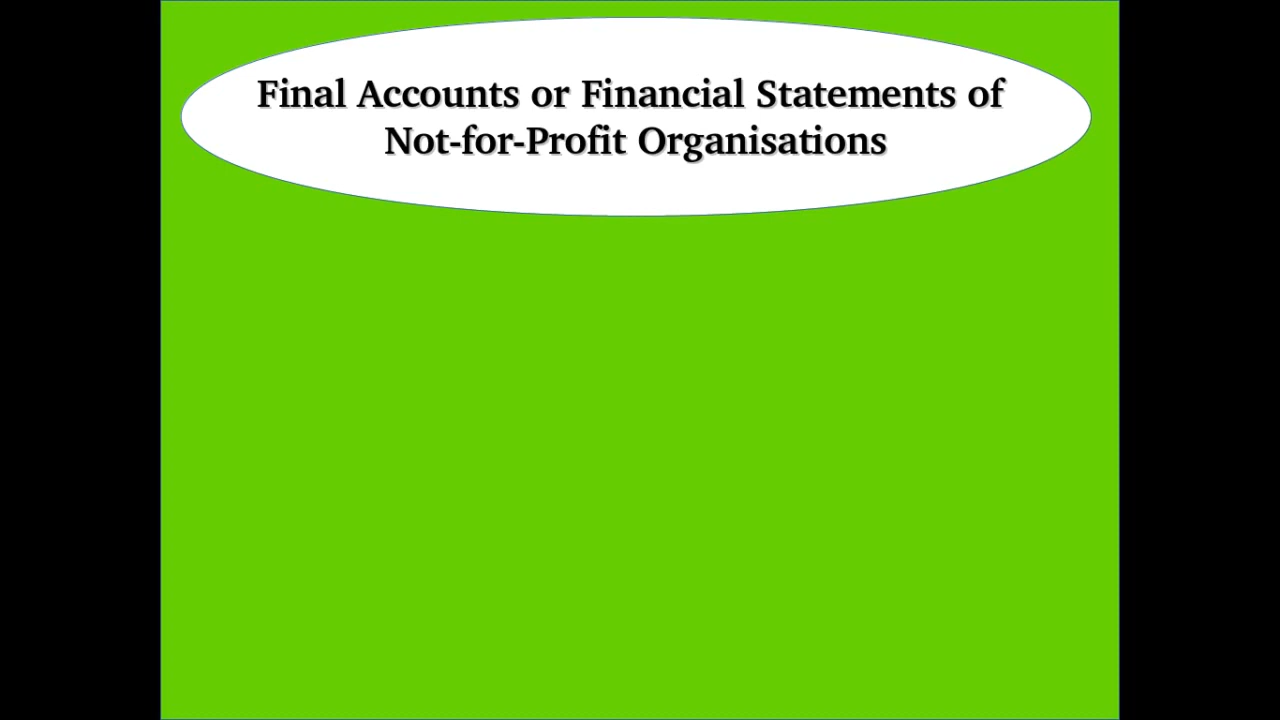 Final Accounts or Financial Statements of
Not-for-Profit Organisations